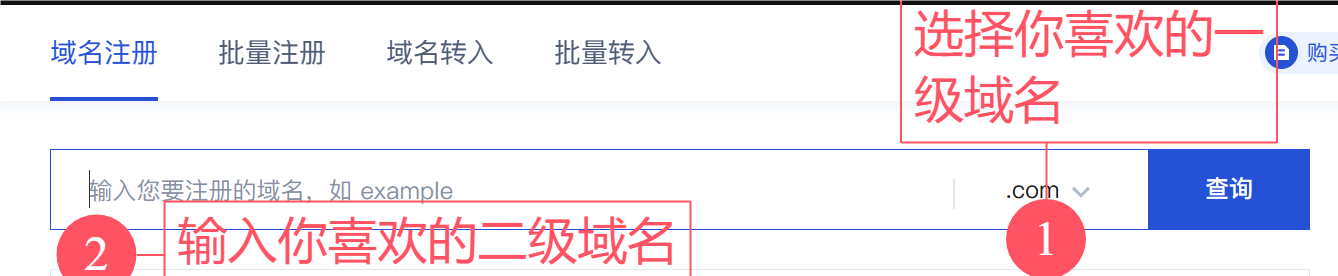 域名注册 批量注册 域名转入 批量转入
选择你喜欢的一
级域名
购买
输入您要注册的域名，如 example
.com
查询
1
2
输入你喜欢的二级域名